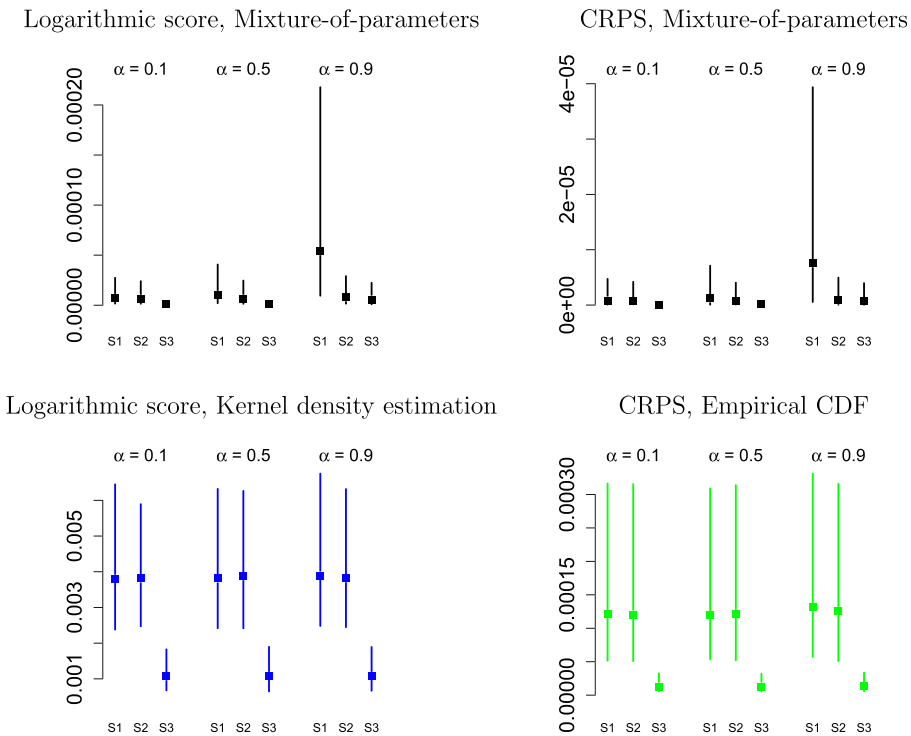 Logarithmic score, Mixture-of-parameters
α = 0.1 α = 0.5 α = 0.9
0.00020
0.00010
0.00000
S1 S2 S3 S1 S2 S3 S1 S2 S3
CRPS, Mixture-of-parameters
α = 0.1 α = 0.5 α = 0.9
4e−05
2e−05
0e+00
S1 S2 S3 S1 S2 S3 S1 S2 S3
Logarithmic score, Kernel density estimation
α = 0.1 α = 0.5 α = 0.9
0.005
0.003
0.001
S1 S2 S3 S1 S2 S3 S1 S2 S3
CRPS, Empirical CDF
α = 0.1 α = 0.5 α = 0.9
0.00030
0.00015
0.00000
S1 S2 S3 S1 S2 S3 S1 S2 S3